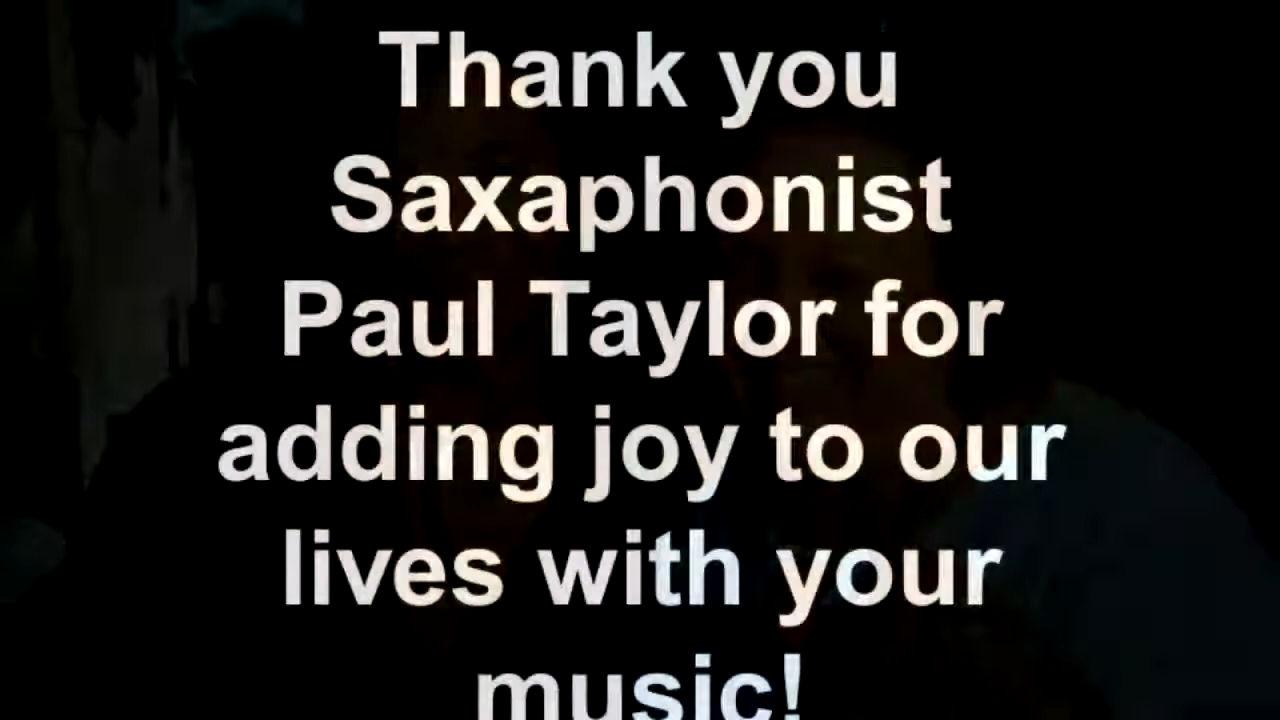 Thank you
Saxaphonist
Paul Taylor for
adding joy to our
lives with your
music!